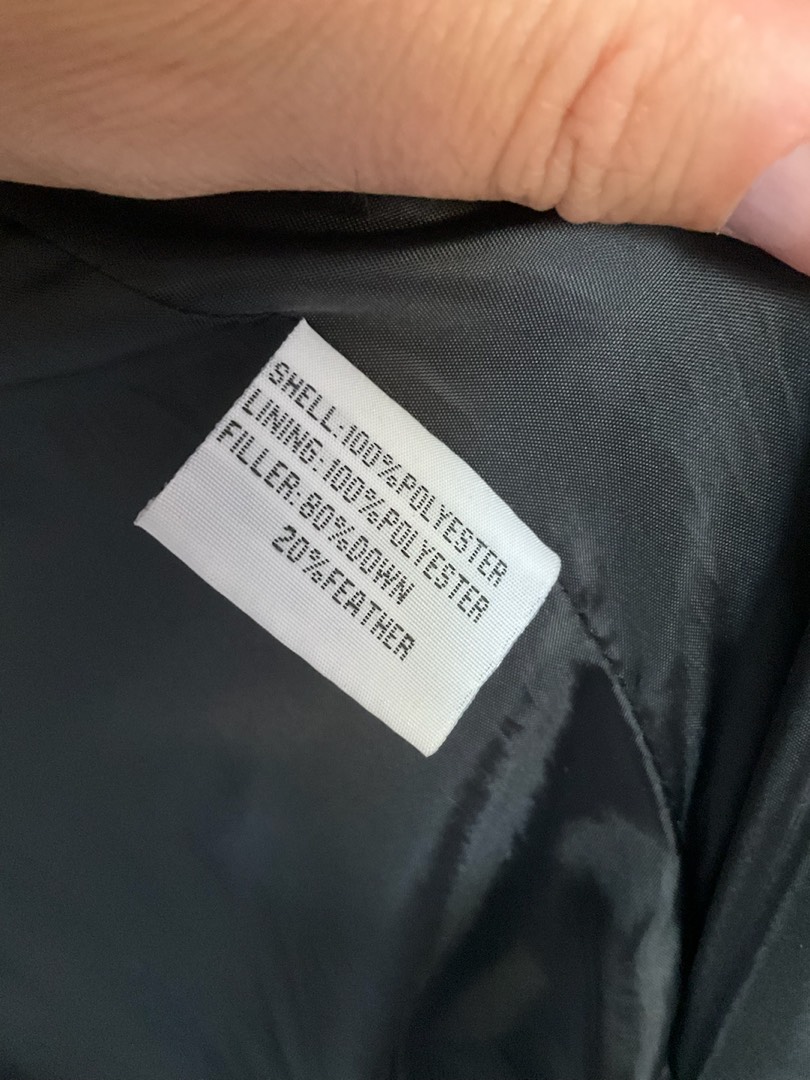 SHELL:100%POLYESTER
LINING:100%POLYESTER
FILLER:80%DOWN
20%FEATHER